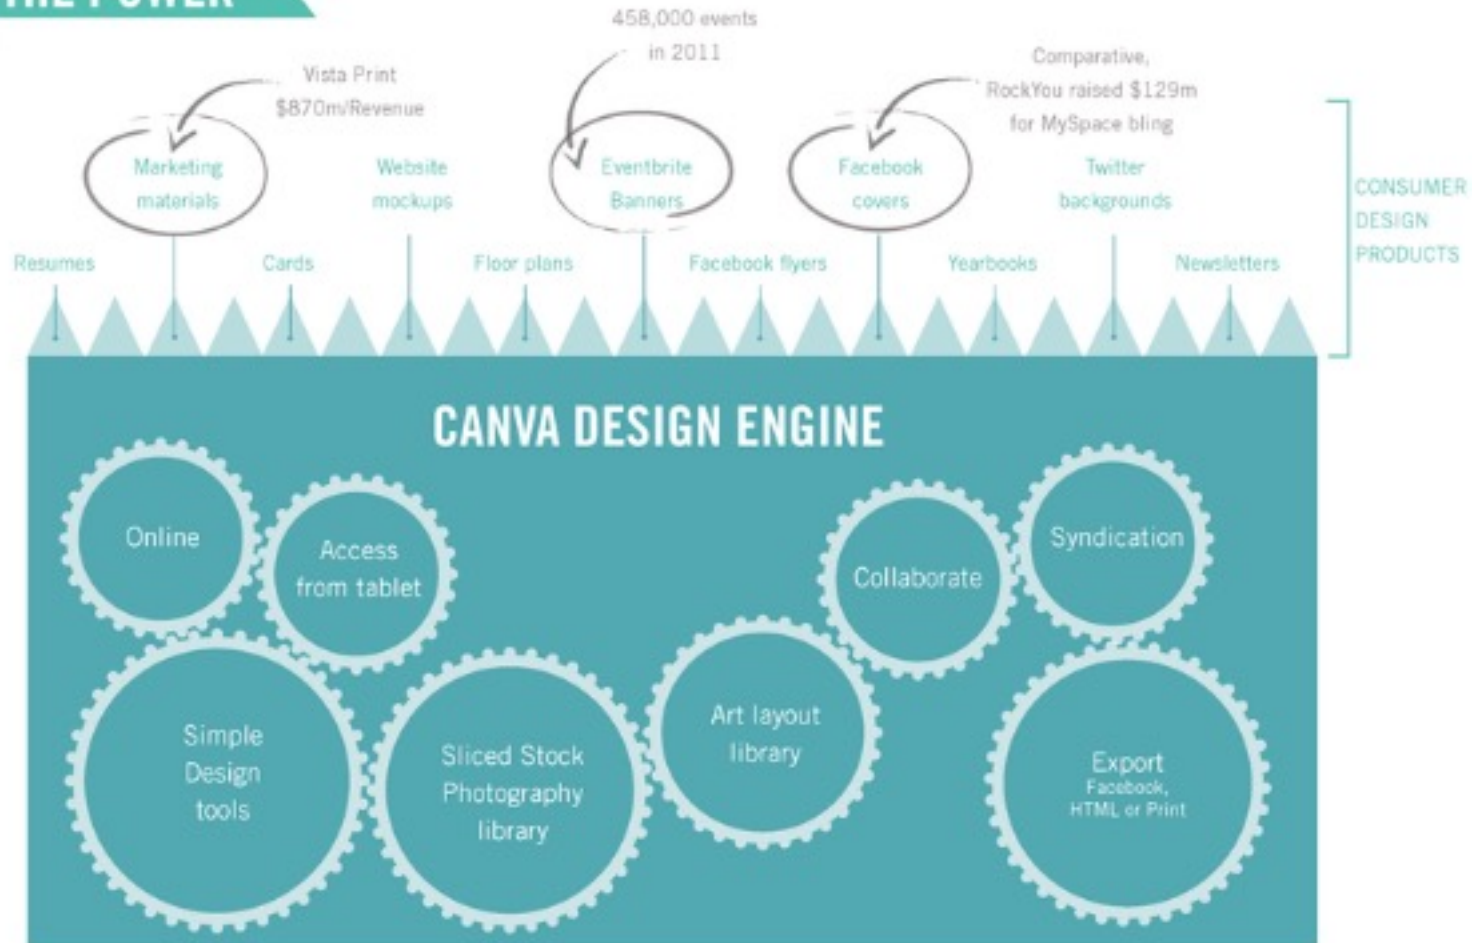 THE POWER
458,000 events
in 2011
Vista Print
$870m/Revenue
Comparative,
RockYou raised $129m
for MySpace bling
Marketing
materials
Website
mockups
Eventbrite
Banners
Facebook
covers
Twitter
backgrounds
CONSUMER
DESIGN
PRODUCTS
Resumes
Cards
Floor plans
Facebook flyers
Yearbooks
Newsletters
CANVA DESIGN ENGINE
Online
Access
from tablet
Collaborate
Syndication
Simple
Design
tools
Sliced Stock
Photography
library
Art layout
library
Export
Facebook,
HTML or Print